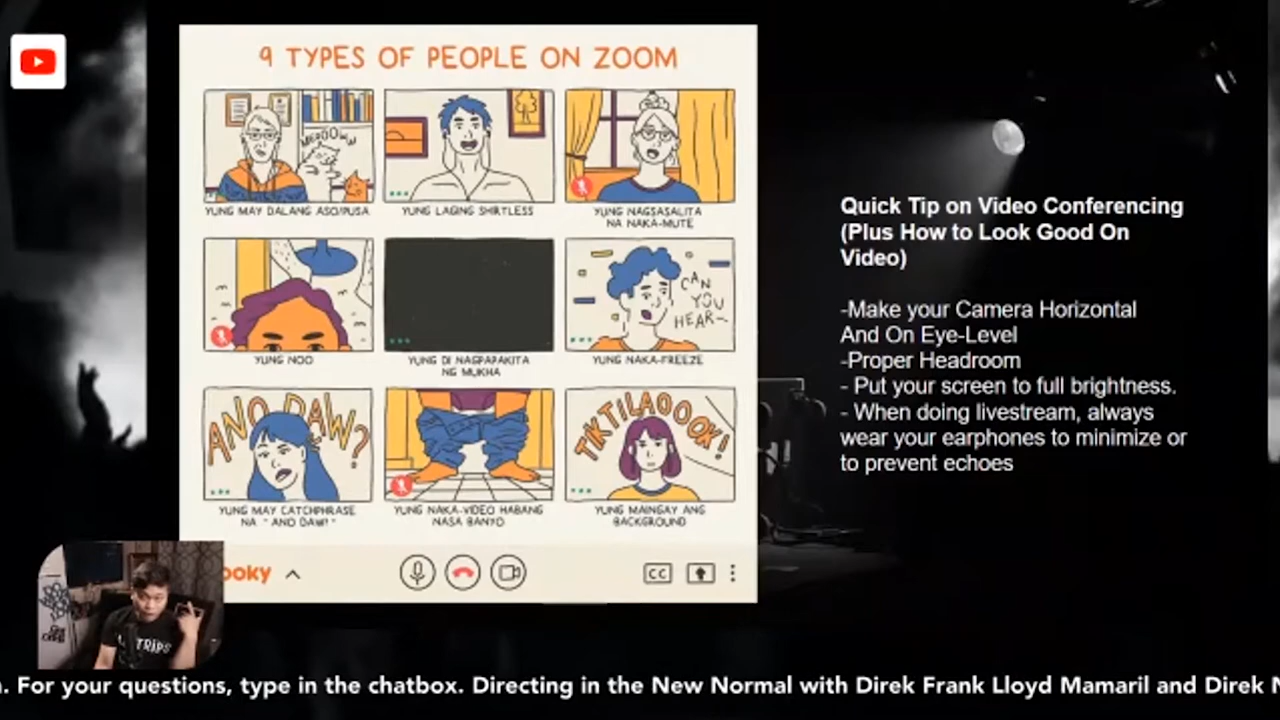 9 TYPES OF PEOPLE ON ZOOM
YUNG MAY DALANG ASO/PUSA
YUNG LAGING SHIRTLESS
YUNG NAGSASALITA
NA NAKA-MUTE
YUNG NOO
YUNG DI NAGPAPAKITA
NG MUKHA
CAN
YOU
HEAR-
YUNG NAKA-FREEZE
ANO DAW?
YUNG MAY CATCHPHRASE
NA "ANO DAW?"
YUNG NAKA-VIDEO HABANG
NASA BANYO
TIKTILAOOOK!
YUNG MAINGAY ANG
BACKGROUND
ooky
CC
Quick Tip on Video Conferencing
(Plus How to Look Good On
Video)
-Make your Camera Horizontal
And On Eye-Level
-Proper Headroom
- Put your screen to full brightness.
- When doing livestream, always
wear your earphones to minimize or
to prevent echoes
TRIPS
. For your questions, type in the chatbox. Directing in the New Normal with Direk Frank Lloyd Mamaril and Direk